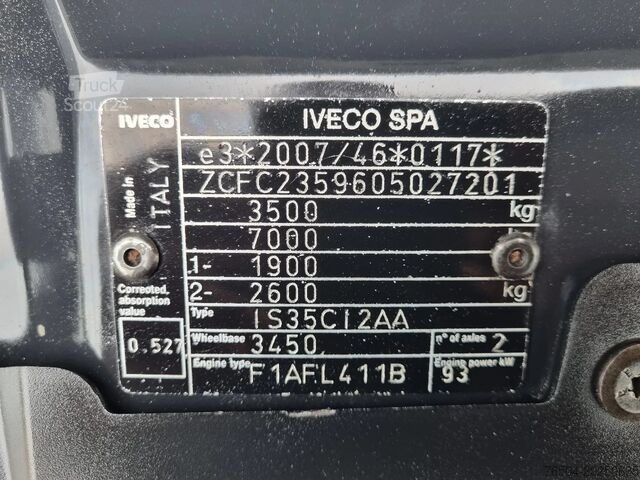 Truck
Scout24
IVECO
IVECO SPA
e3*2007/46*0117*
ZCFC2359605027201
3500 kg
7000
1- 1900
2- 2600 kg
Made in ITALY
Corrected absorption value
0.527
Type IS35CI2AA
Wheelbase 3450 n° of axles 2
Engine type F1AFL411B Engine power kW 93